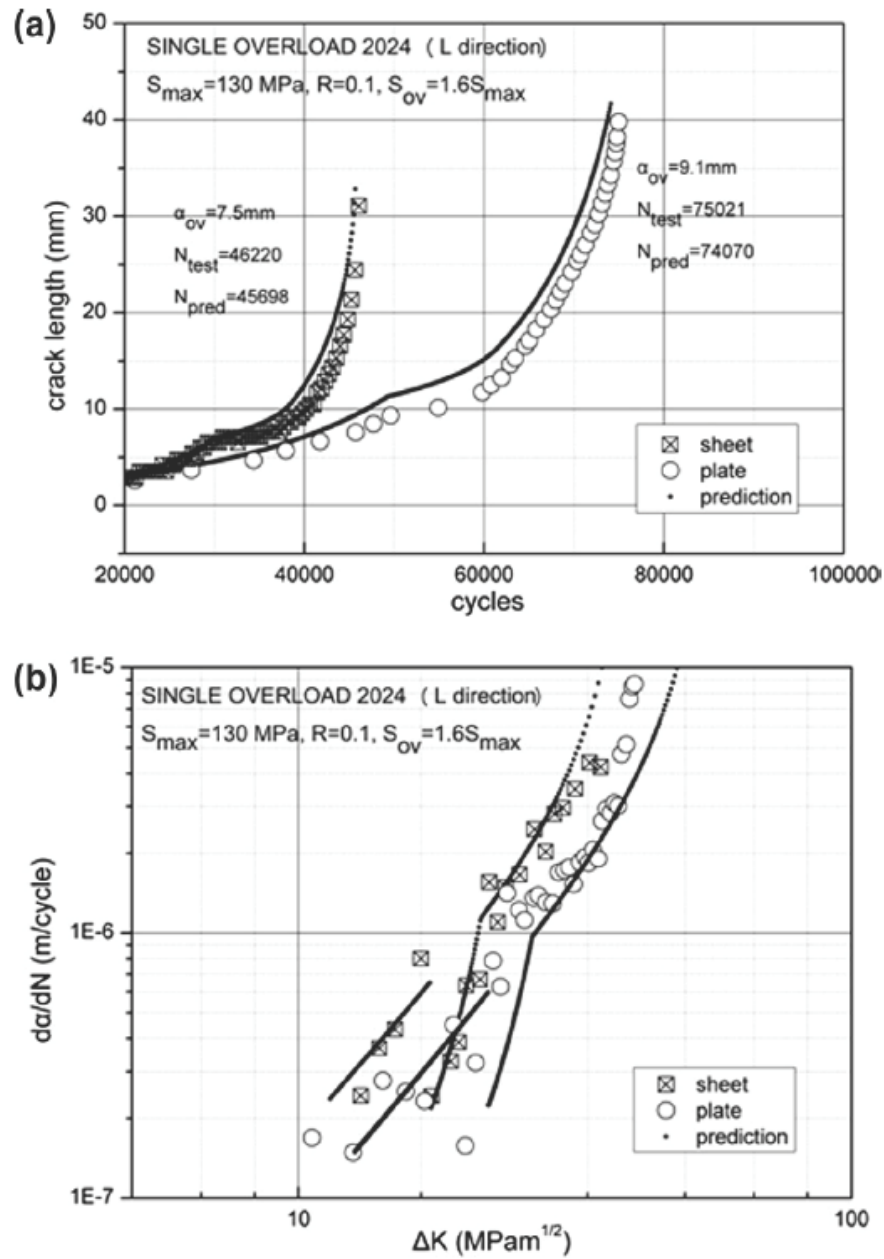 (a)
SINGLE OVERLOAD 2024 ( L direction)
Smax=130 MPa, R=0.1, Sov=1.6Smax
αov=7.5mm
Ntest=46220
Npred=45698
αov=9.1mm
Ntest=75021
Npred=74070
crack length (mm)
50
40
30
20
10
0
sheet
plate
prediction
20000 40000 60000 80000 100000
cycles
(b)
SINGLE OVERLOAD 2024 ( L direction)
Smax=130 MPa, R=0.1, Sov=1.6Smax
dα/dN (m/cycle)
1E-5
1E-6
1E-7
sheet
plate
prediction
10 100
ΔK (MPam1/2)